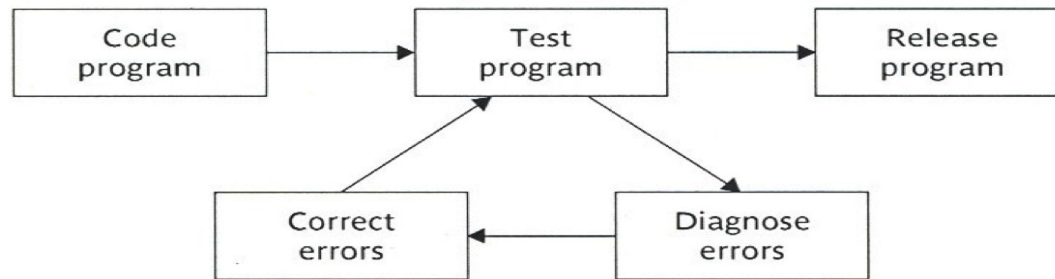 Code
program
Test
program
Release
program
Correct
errors
Diagnose
errors